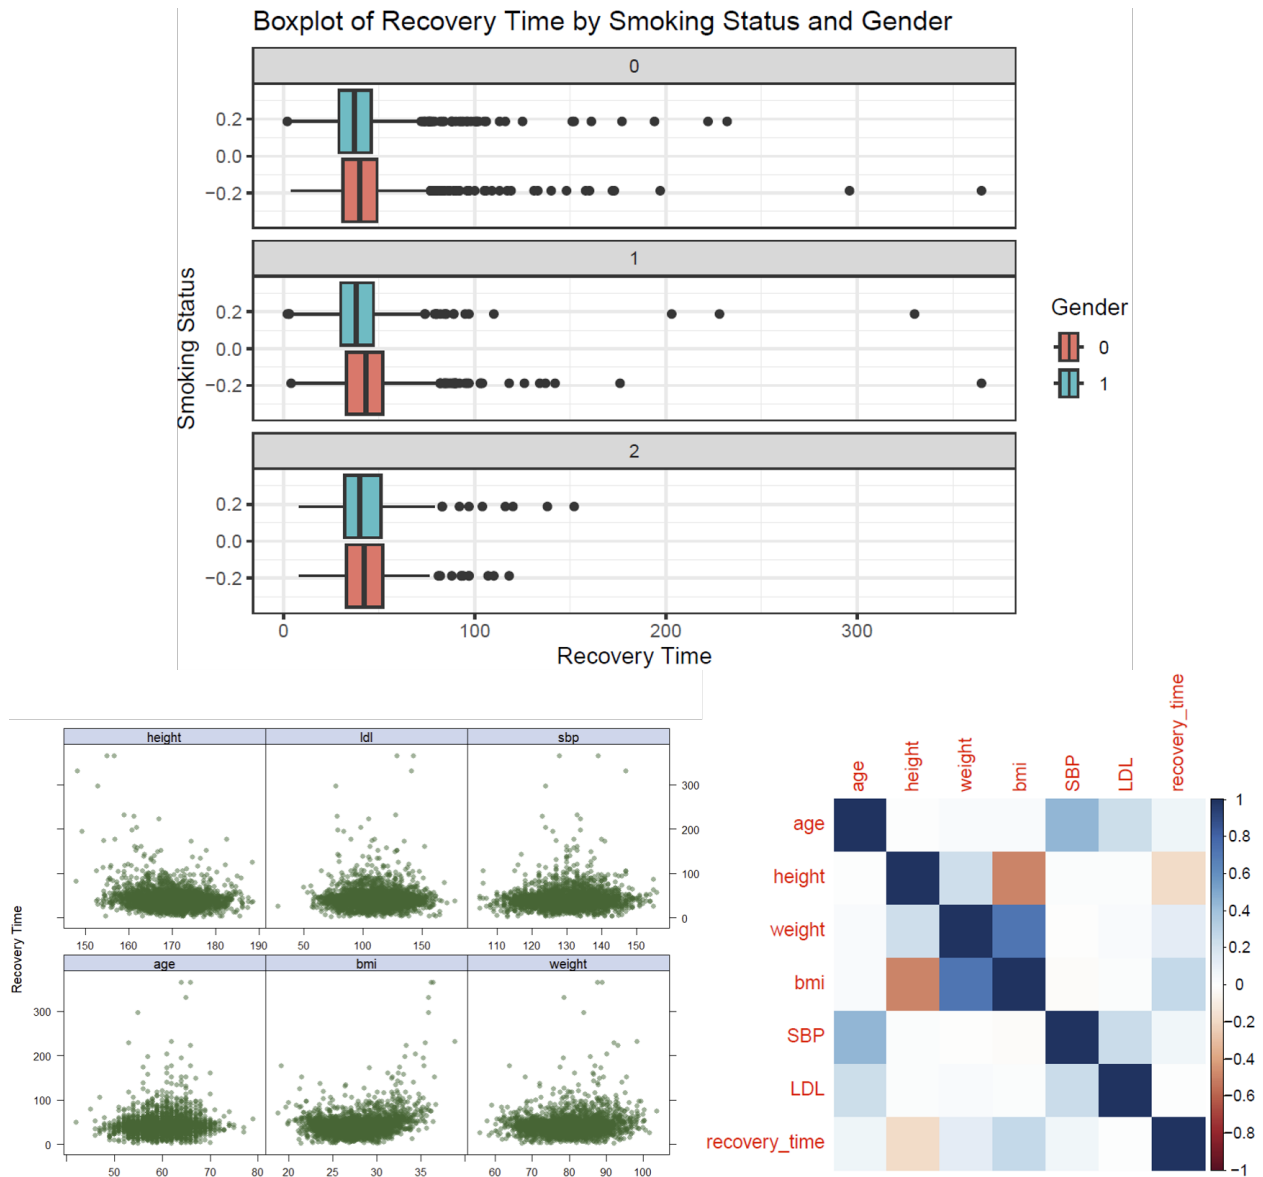 Boxplot of Recovery Time by Smoking Status and Gender
0
0.2
0.0
−0.2
1
0.2
0.0
−0.2
2
0.2
0.0
−0.2
0 100 200 300
Recovery Time
Smoking Status
Gender
0
1
height ldl sbp
300
200
100
0
150 160 170 180 190 50 100 150 110 120 130 140 150
age bmi weight
300
200
100
0
50 60 70 80 20 25 30 35 60 70 80 90 100
Recovery Time
age height weight bmi SBP LDL recovery_time
age
height
weight
bmi
SBP
LDL
recovery_time
1
0.8
0.6
0.4
0.2
0
−0.2
−0.4
−0.6
−0.8
−1